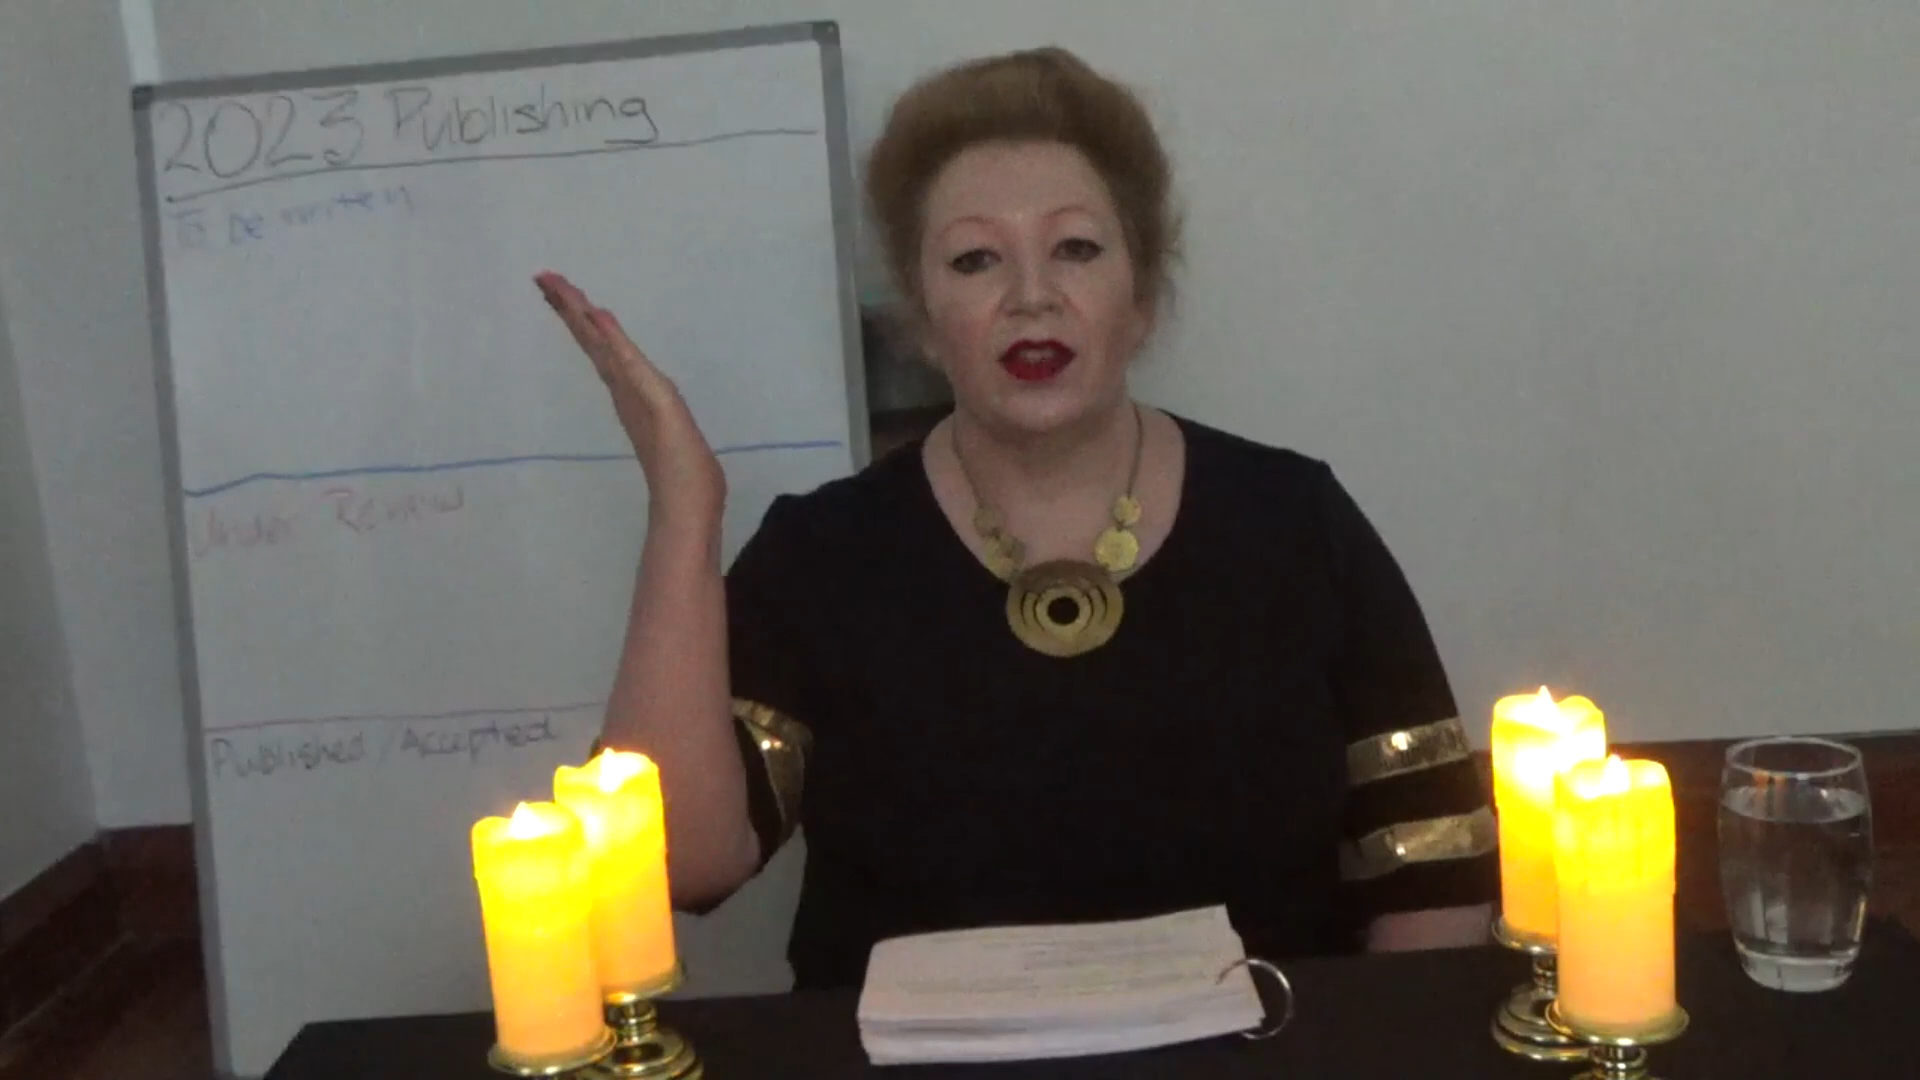 2023 Publishing
To be written
Under Review
Published / Accepted